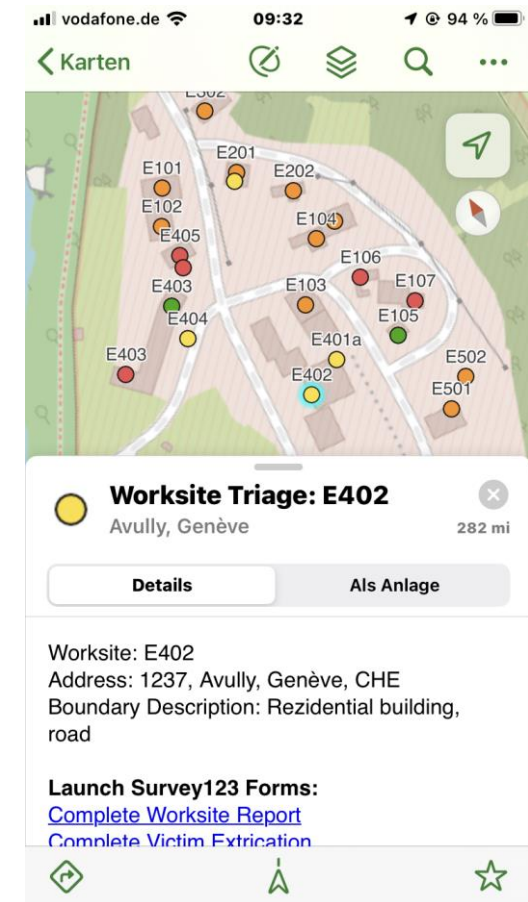 vodafone.de 09:32 94 %
Karten
E302
E101
E201
E202
E102
E104
E405
E106
E403
E103
E107
E404
E105
E401a
E403
E402
E502
E501
Worksite Triage: E402
Avully, Genève
282 mi
Details
Als Anlage
Worksite: E402
Address: 1237, Avully, Genève, CHE
Boundary Description: Rezidential building,
road
Launch Survey123 Forms:
Complete Worksite Report
Complete Victim Extrication